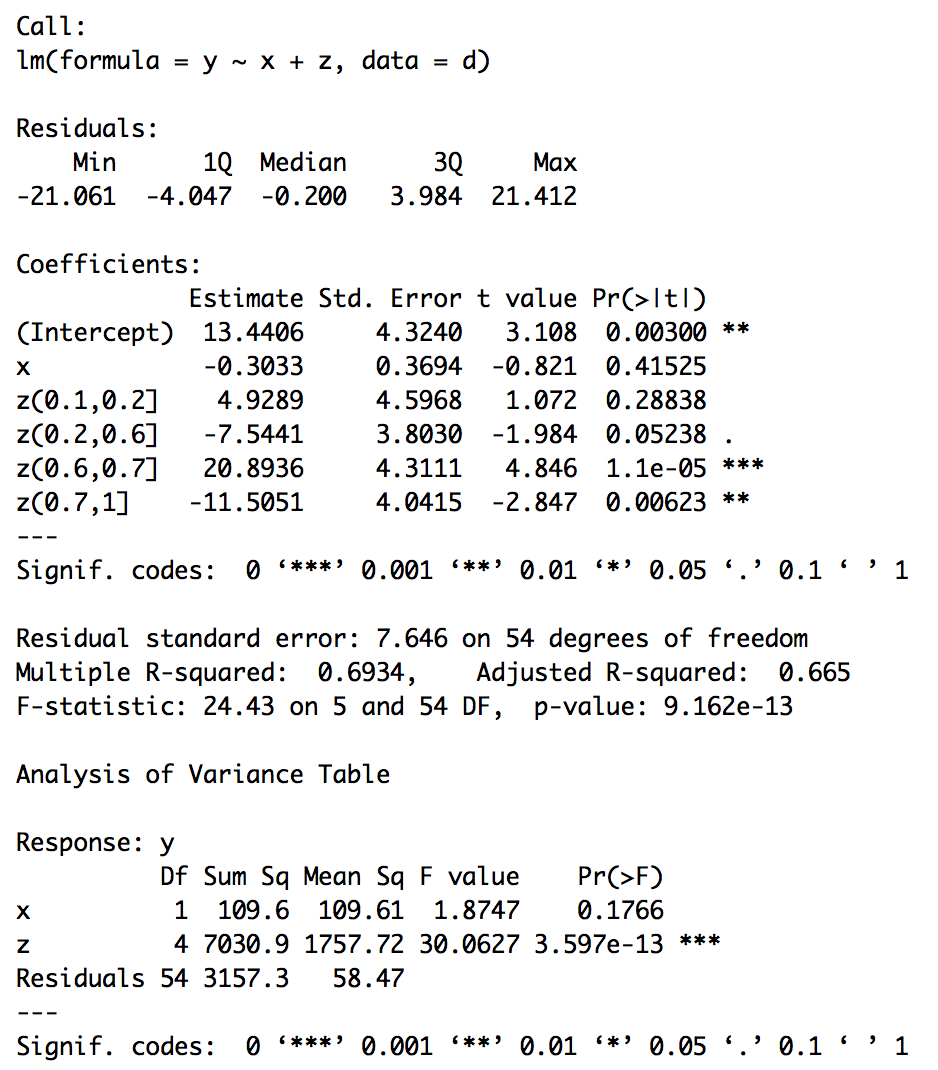 Call:
lm(formula = y ~ x + z, data = d)

Residuals:
    Min      1Q  Median      3Q     Max
-21.061  -4.047  -0.200   3.984  21.412

Coefficients:
            Estimate Std. Error t value Pr(>|t|)
(Intercept)  13.4406     4.3240   3.108  0.00300 **
x            -0.3033     0.3694  -0.821  0.41525
z(0.1,0.2]    4.9289     4.5968   1.072  0.28838
z(0.2,0.6]   -7.5441     3.8030  -1.984  0.05238 .
z(0.6,0.7]   20.8936     4.3111   4.846  1.1e-05 ***
z(0.7,1]    -11.5051     4.0415  -2.847  0.00623 **
---
Signif. codes:  0 ‘***’ 0.001 ‘**’ 0.01 ‘*’ 0.05 ‘.’ 0.1 ‘ ’ 1

Residual standard error: 7.646 on 54 degrees of freedom
Multiple R-squared:  0.6934,    Adjusted R-squared:  0.665
F-statistic: 24.43 on 5 and 54 DF,  p-value: 9.162e-13

Analysis of Variance Table

Response: y
          Df Sum Sq Mean Sq F value    Pr(>F)
x          1  109.6  109.61  1.8747    0.1766
z          4 7030.9 1757.72 30.0627 3.597e-13 ***
Residuals 54 3157.3   58.47
---
Signif. codes:  0 ‘***’ 0.001 ‘**’ 0.01 ‘*’ 0.05 ‘.’ 0.1 ‘ ’ 1